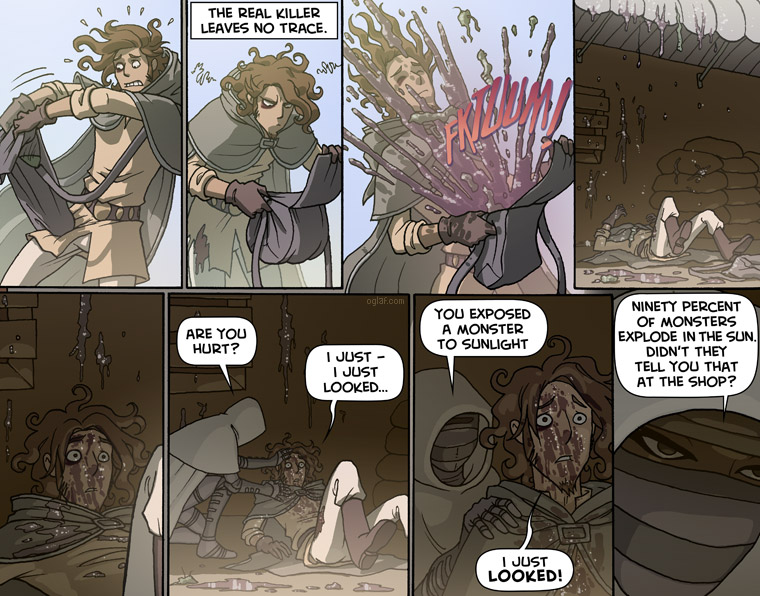 THE REAL KILLER
LEAVES NO TRACE.
FKIZUUM!
oglaf.com
ARE YOU
HURT?
I JUST –
I JUST
LOOKED...
YOU EXPOSED
A MONSTER
TO SUNLIGHT
I JUST
LOOKED!
NINETY PERCENT
OF MONSTERS
EXPLODE IN THE SUN.
DIDN'T THEY
TELL YOU THAT
AT THE SHOP?